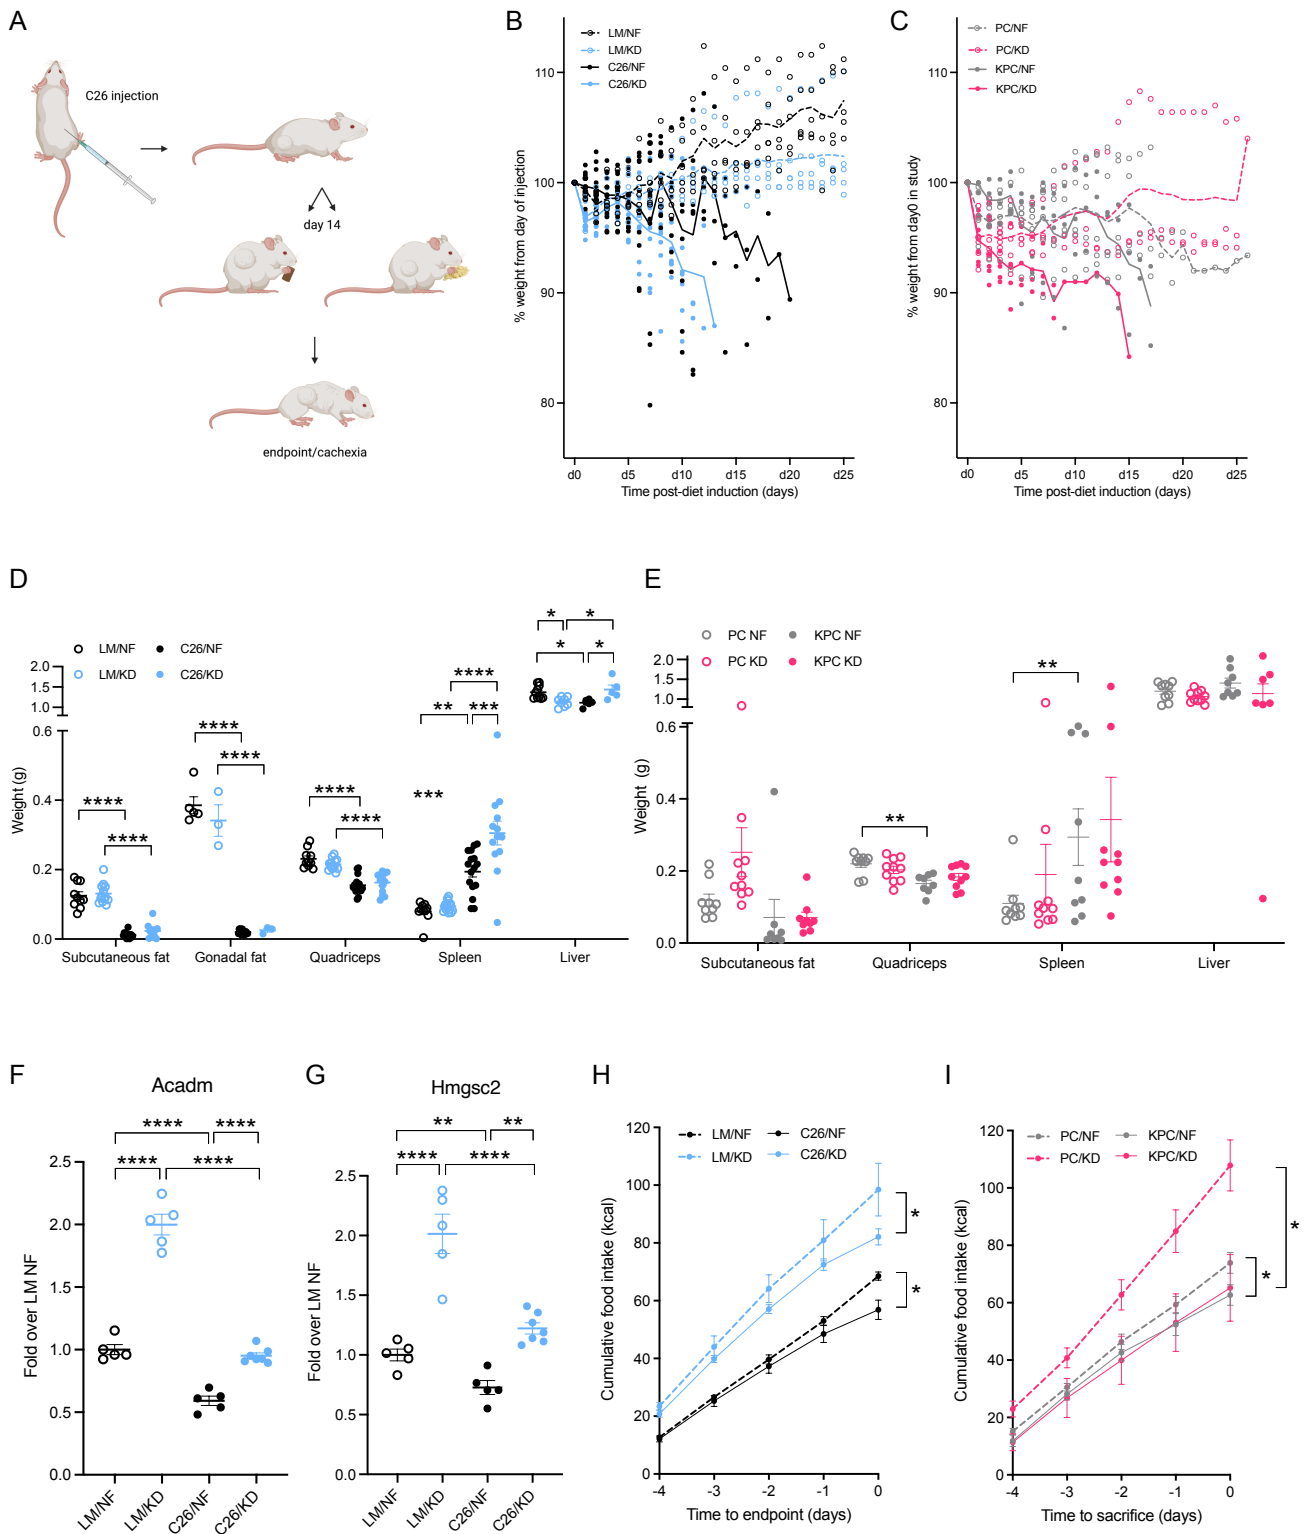 A
C26 injection
day 14
endpoint/cachexia
B
LM/NF
LM/KD
C26/NF
C26/KD
% weight from day of injection
110
100
90
80
d0 d5 d10 d15 d20 d25
Time post-diet induction (days)
C
PC/NF
PC/KD
KPC/NF
KPC/KD
% weight from day0 in study
110
100
90
80
d0 d5 d10 d15 d20 d25
Time post-diet induction (days)
D
LM/NF C26/NF
LM/KD C26/KD
Weight (g)
2.0
1.5
1.0
0.6
0.4
0.2
0.0
**** **** **** **** **** **** *** ** **** *** * * * *
Subcutaneous fat Gonadal fat Quadriceps Spleen Liver
E
PC NF KPC NF
PC KD KPC KD
Weight (g)
2.0
1.5
1.0
0.6
0.4
0.2
0.0
** **
Subcutaneous fat Quadriceps Spleen Liver
F
Acadm
**** ****
**** ****
Fold over LM NF
2.5
2.0
1.5
1.0
0.5
0.0
LM/NF LM/KD C26/NF C26/KD
G
Hmgsc2
** **
**** ****
Fold over LM NF
2.5
2.0
1.5
1.0
0.5
0.0
LM/NF LM/KD C26/NF C26/KD
H
LM/NF C26/NF
LM/KD C26/KD
Cumulative food intake (kcal)
120
100
80
60
40
20
0
*
*
-4 -3 -2 -1 0
Time to endpoint (days)
I
PC/NF KPC/NF
PC/KD KPC/KD
Cumulative food intake (kcal)
120
100
80
60
40
20
0
*
*
-4 -3 -2 -1 0
Time to sacrifice (days)